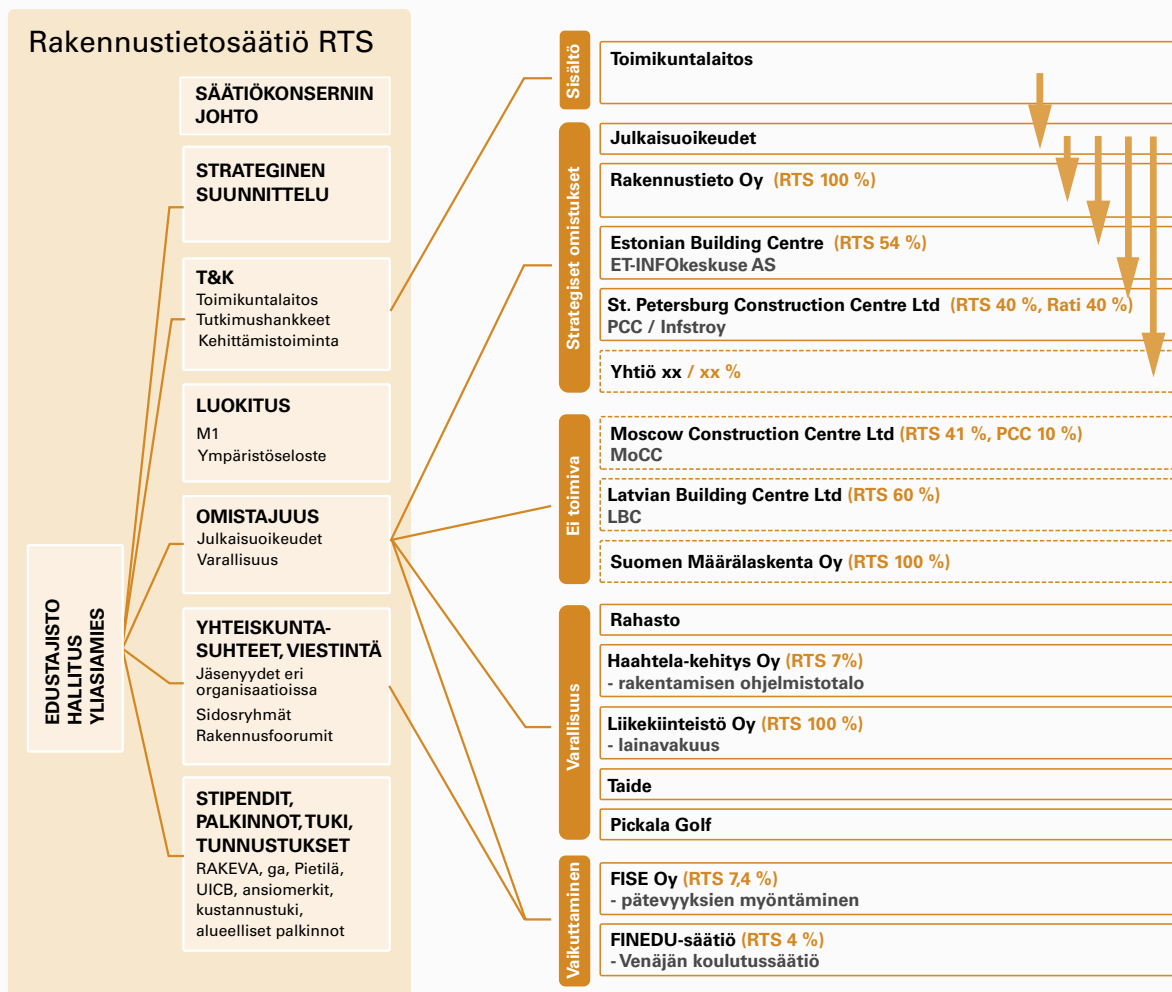 Rakennustietosäätiö RTS
SÄÄTIÖKONSERNIN
JOHTO
STRATEGINEN
SUUNNITTELU
T&K
Toimikuntalaitos
Tutkimushankkeet
Kehittämistoiminta
LUOKITUS
M1
Ympäristöseloste
OMISTAJUUS
Julkaisuoikeudet
Varallisuus
EDUSTAJISTO
HALLITUS
YLIASIAMIES
YHTEISKUNTA-
SUHTEET, VIESTINTÄ
Jäsenyydet eri
organisaatioissa
Sidosryhmät
Rakennusfoorumit
STIPENDIT,
PALKINNOT, TUKI,
TUNNUSTUKSET
RAKEVA, ga, Pietilä,
UICB, ansiomerkit,
kustannustuki,
alueelliset palkinnot
Sisältö
Toimikuntalaitos
Strategiset omistukset
Julkaisuoikeudet
Rakennustieto Oy (RTS 100 %)
Estonian Building Centre (RTS 54 %)
ET-INFOkeskuse AS
St. Petersburg Construction Centre Ltd (RTS 40 %, Rati 40 %)
PCC / Infstroy
Yhtiö xx / xx %
Ei toimiva
Moscow Construction Centre Ltd (RTS 41 %, PCC 10 %)
MoCC
Latvian Building Centre Ltd (RTS 60 %)
LBC
Suomen Määrälaskenta Oy (RTS 100 %)
Varallisuus
Rahasto
Haahtela-kehitys Oy (RTS 7%)
- rakentamisen ohjelmistotalo
Liikekiinteistö Oy (RTS 100 %)
- lainavakuus
Taide
Pickala Golf
Vaikuttaminen
FISE Oy (RTS 7,4 %)
- pätevyyksien myöntäminen
FINEDU-säätiö (RTS 4 %)
- Venäjän koulutussäätiö